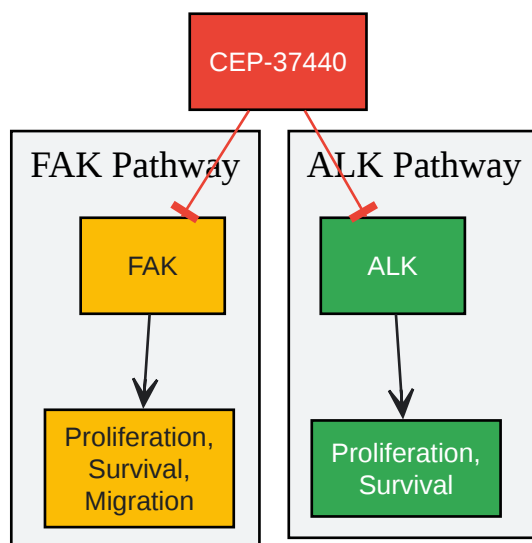 CEP-37440
FAK Pathway
ALK Pathway
FAK
ALK
Proliferation,
Survival,
Migration
Proliferation,
Survival